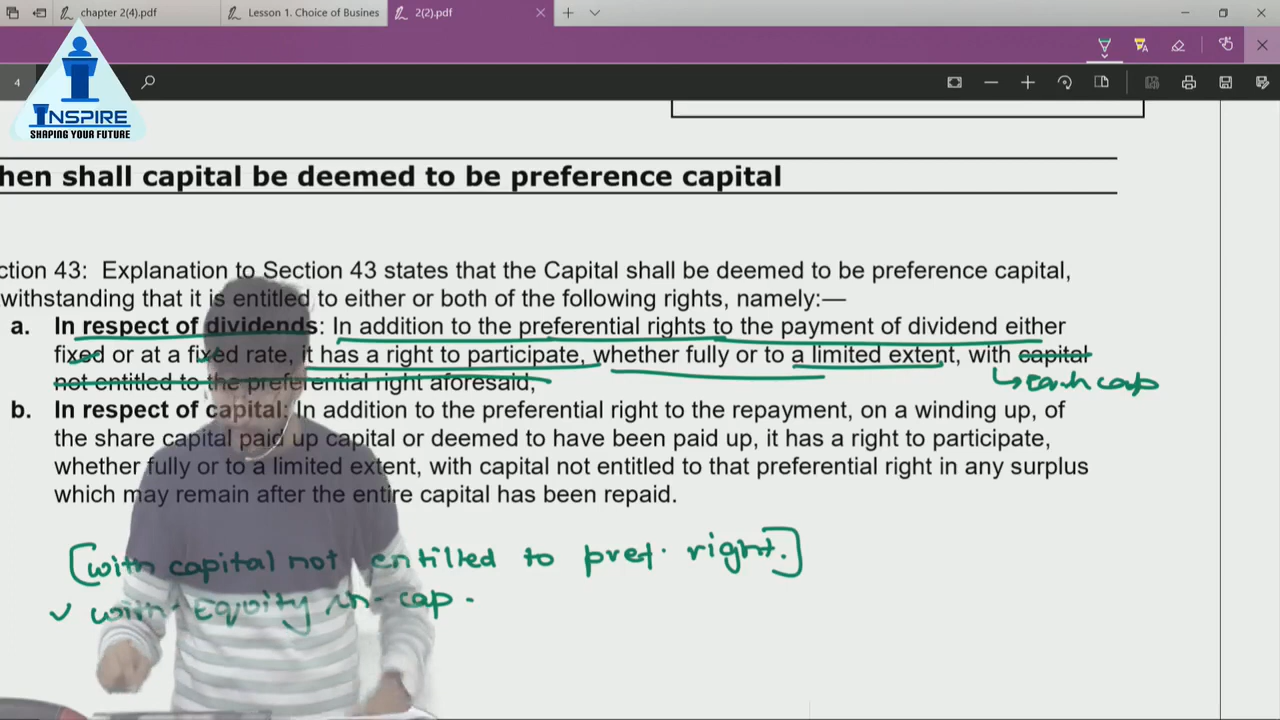 chapter 2(4).pdf
Lesson 1. Choice of Busines
2(2).pdf
4
INSPIRE
SHAPING YOUR FUTURE
hen shall capital be deemed to be preference capital
ction 43: Explanation to Section 43 states that the Capital shall be deemed to be preference capital,
withstanding that it is entitled to either or both of the following rights, namely:—
a. In respect of dividends: In addition to the preferential rights to the payment of dividend either
fixed or at a fixed rate, it has a right to participate, whether fully or to a limited extent, with capital
not entitled to the preferential right aforesaid;
b. In respect of capital: In addition to the preferential right to the repayment, on a winding up, of
the share capital paid up capital or deemed to have been paid up, it has a right to participate,
whether fully or to a limited extent, with capital not entitled to that preferential right in any surplus
which may remain after the entire capital has been repaid.
[with capital not entitled to pref. right.]
with Equity sh- cap.